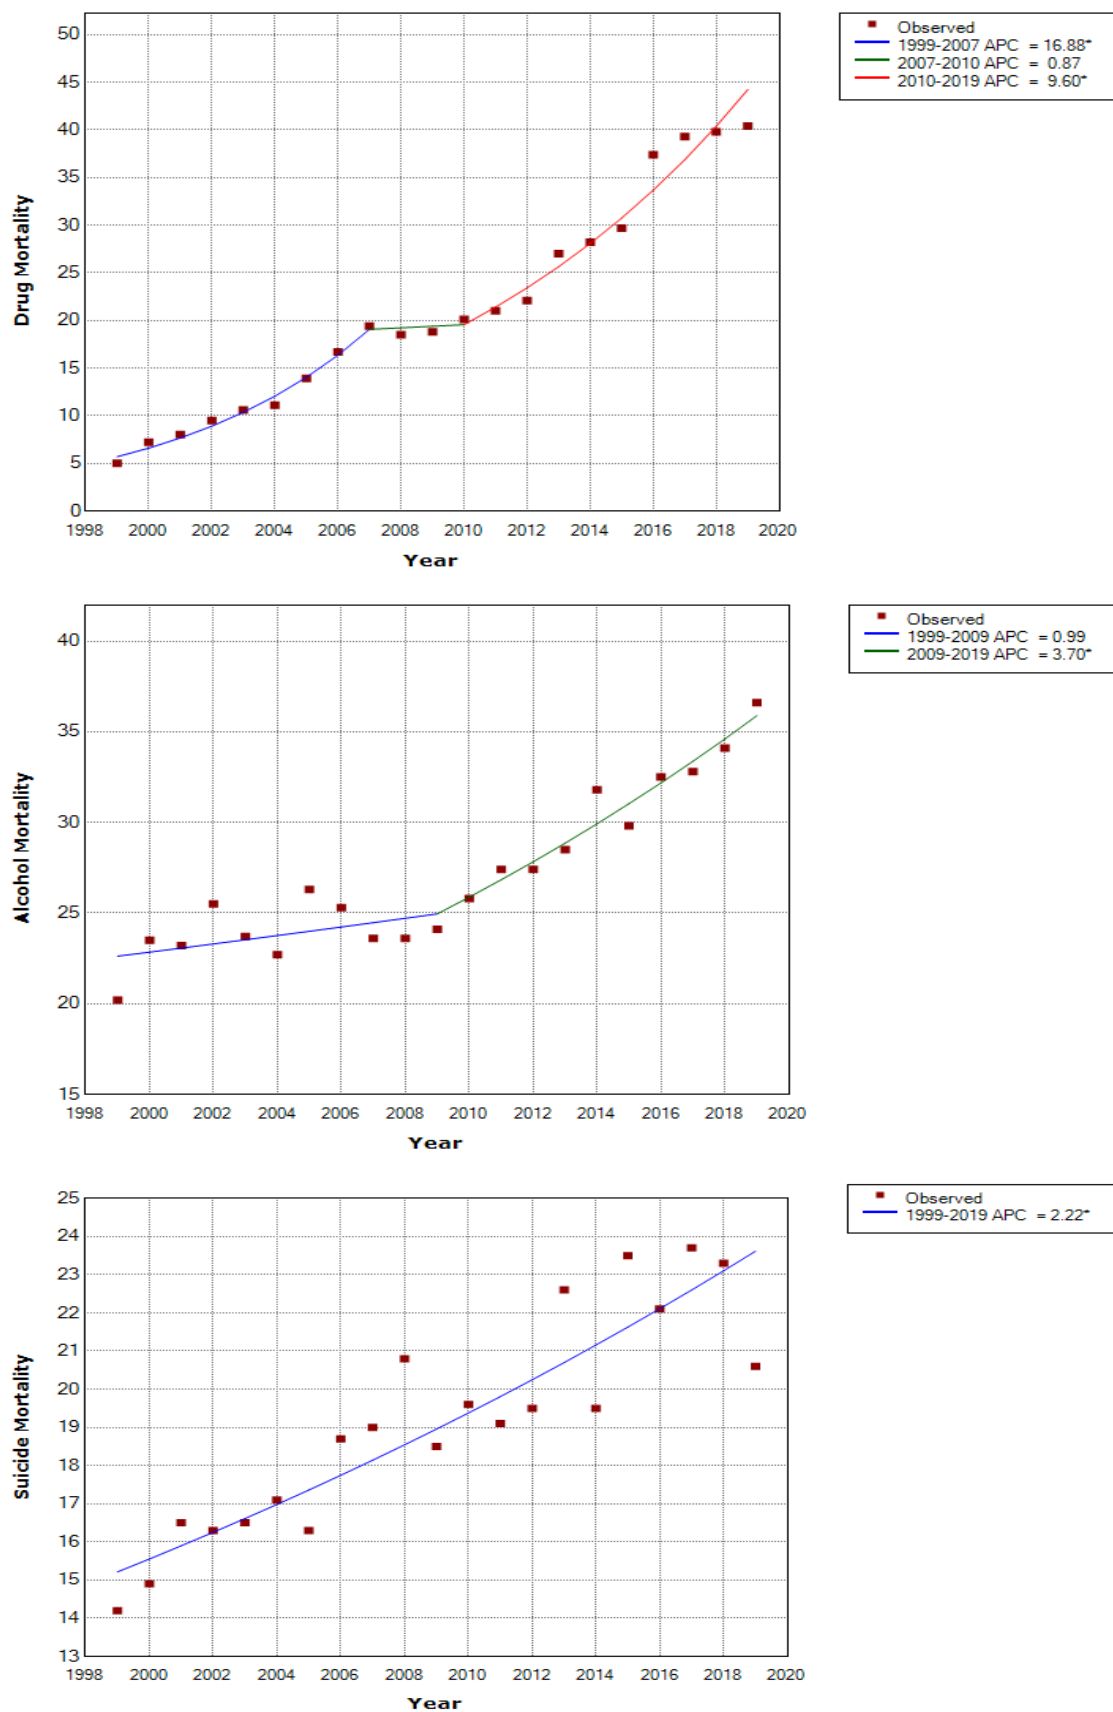 50
45
40
35
30
25
20
15
10
5
0
Drug Mortality
1998 2000 2002 2004 2006 2008 2010 2012 2014 2016 2018 2020
Year
Observed
1999-2007 APC = 16.88*
2007-2010 APC = 0.87
2010-2019 APC = 9.60*
40
35
30
25
20
15
Alcohol Mortality
1998 2000 2002 2004 2006 2008 2010 2012 2014 2016 2018 2020
Year
Observed
1999-2009 APC = 0.99
2009-2019 APC = 3.70*
25
24
23
22
21
20
19
18
17
16
15
14
13
Suicide Mortality
1998 2000 2002 2004 2006 2008 2010 2012 2014 2016 2018 2020
Year
Observed
1999-2019 APC = 2.22*